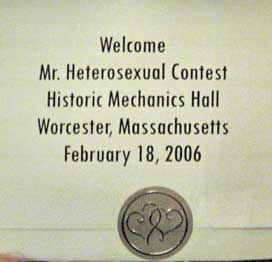 Welcome
Mr. Heterosexual Contest
Historic Mechanics Hall
Worcester, Massachusetts
February 18, 2006